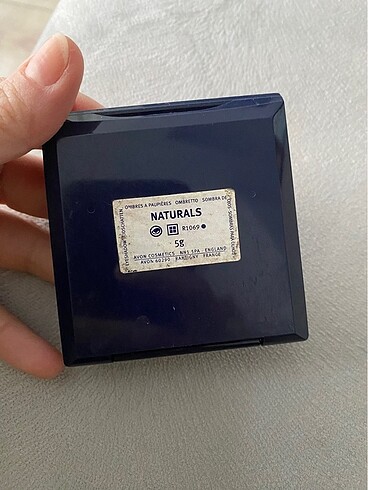 OMBRES A PAUPIÈRES OMBRETTO SOMBRA DE
NATURALS
R1069
5g
AVON COSMETICS NN1 5PA ENGLAND
AVON 60290 RANTIGNY FRANCE